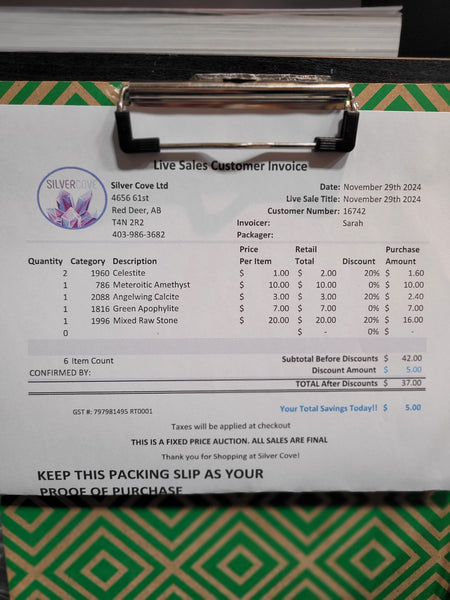 Live Sales Customer Invoice
SILVERCOVE
Silver Cove Ltd
4656 61st
Red Deer, AB
T4N 2R2
403-986-3682
Date: November 29th 2024
Live Sale Title: November 29th 2024
Customer Number: 16742
Invoicer: Sarah
Packager:
Quantity Category Description Price Per Item Retail Total Discount Purchase Amount
2 1960 Celestite $ 1.00 $ 2.00 20% $ 1.60
1 786 Meteroitic Amethyst $ 10.00 $ 10.00 0% $ 10.00
1 2088 Angelwing Calcite $ 3.00 $ 3.00 20% $ 2.40
1 1816 Green Apophylite $ 7.00 $ 7.00 0% $ 7.00
1 1996 Mixed Raw Stone $ 20.00 $ 20.00 20% $ 16.00
0 - $ - 0% $ -
6 Item Count
CONFIRMED BY:
Subtotal Before Discounts $ 42.00
Discount Amount $ 5.00
TOTAL After Discounts $ 37.00
GST #: 797981495 RT0001
Your Total Savings Today!! $ 5.00
Taxes will be applied at checkout
THIS IS A FIXED PRICE AUCTION. ALL SALES ARE FINAL
Thank you for Shopping at Silver Cove!
KEEP THIS PACKING SLIP AS YOUR
PROOF OF PURCHASE